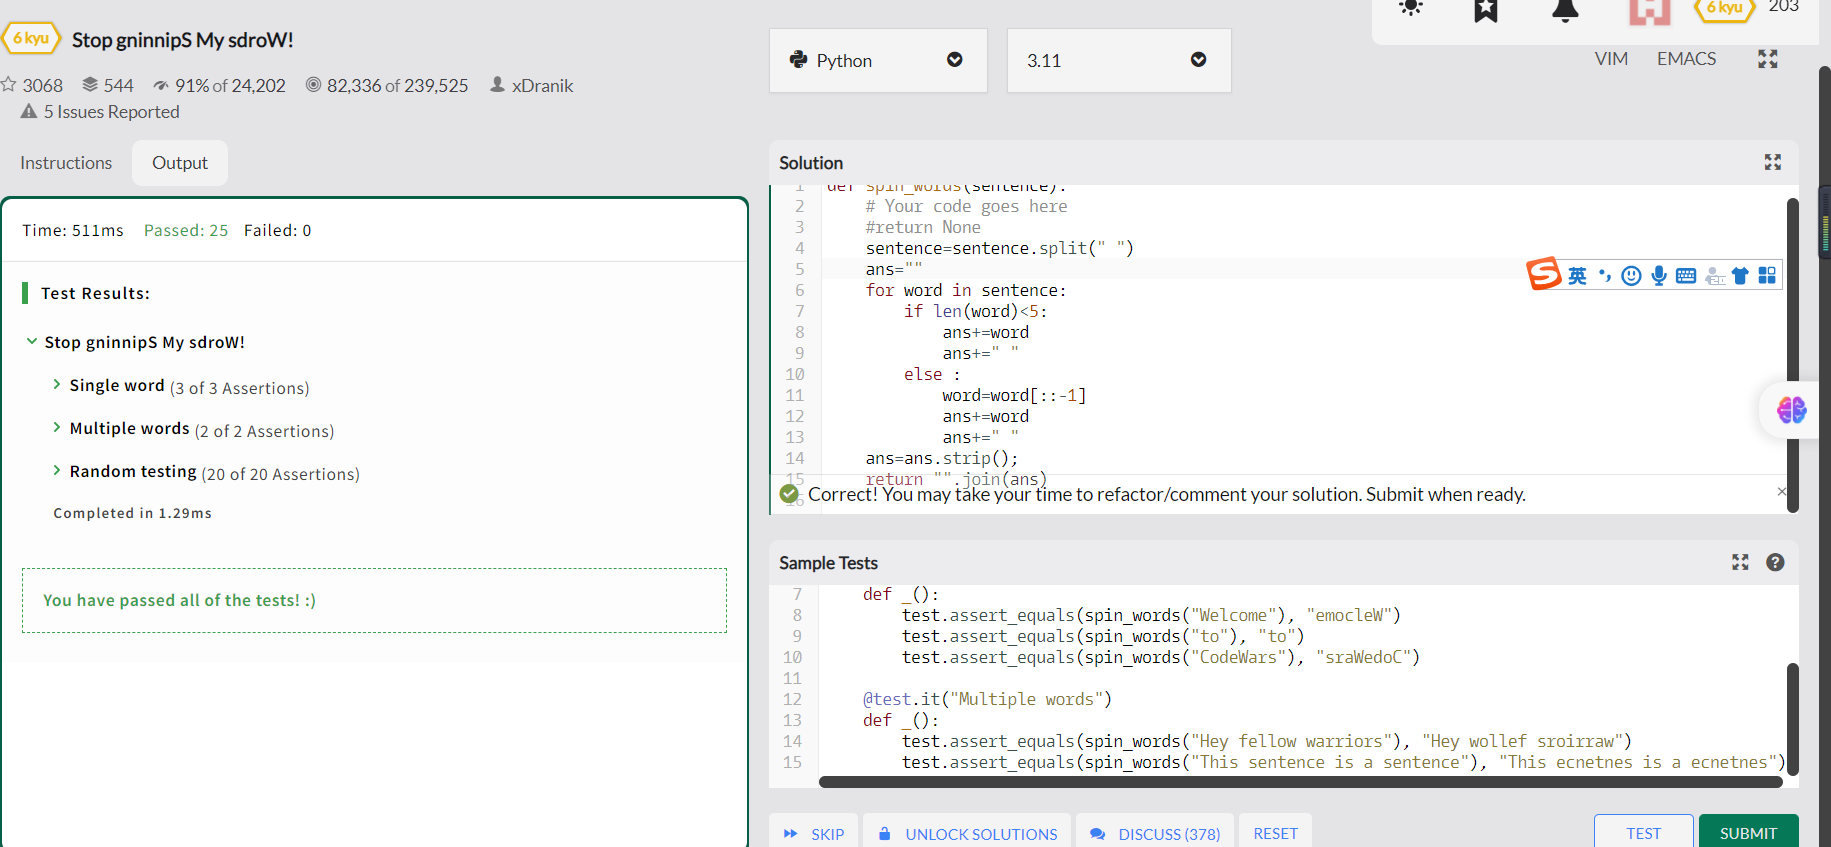 6 kyu
203
6 kyu Stop gninnipS My sdroW!
3068 544 91% of 24,202 82,336 of 239,525 xDranik
5 Issues Reported
Python
3.11
VIM EMACS
Instructions Output
Time: 511ms Passed: 25 Failed: 0
Test Results:
Stop gninnipS My sdroW!
Single word (3 of 3 Assertions)
Multiple words (2 of 2 Assertions)
Random testing (20 of 20 Assertions)
Completed in 1.29ms
You have passed all of the tests! :)
Solution
1 def spin_words(sentence):
2 # Your code goes here
3 #return None
4 sentence=sentence.split(" ")
5 ans=""
6 for word in sentence:
7 if len(word)<5:
8 ans+=word
9 ans+=" "
10 else :
11 word=word[::-1]
12 ans+=word
13 ans+=" "
14 ans=ans.strip();
15 return "".join(ans)
16
英
Correct! You may take your time to refactor/comment your solution. Submit when ready.
Sample Tests
7 def _():
8 test.assert_equals(spin_words("Welcome"), "emocleW")
9 test.assert_equals(spin_words("to"), "to")
10 test.assert_equals(spin_words("CodeWars"), "sraWedoC")
11
12 @test.it("Multiple words")
13 def _():
14 test.assert_equals(spin_words("Hey fellow warriors"), "Hey wollef sroirraw")
15 test.assert_equals(spin_words("This sentence is a sentence"), "This ecnetnes is a ecnetnes")
SKIP UNLOCK SOLUTIONS DISCUSS (378) RESET TEST SUBMIT